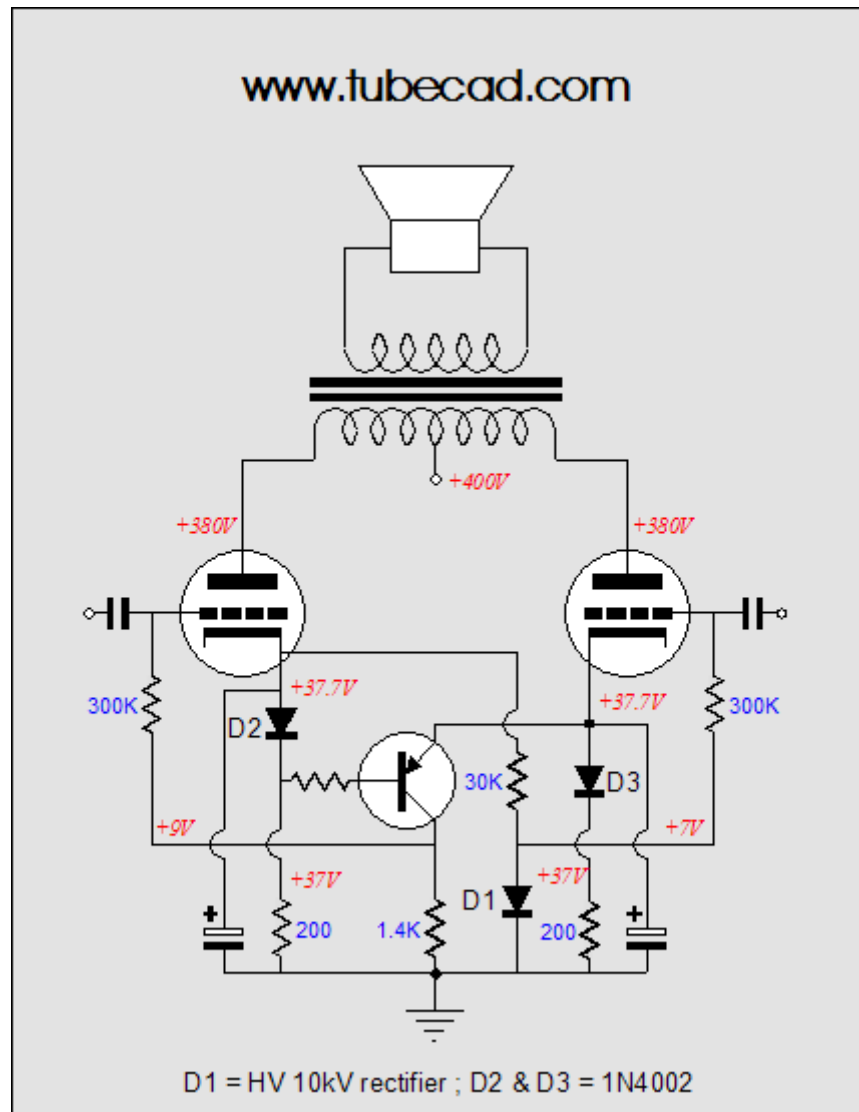 www.tubecad.com
+400V
+380V
+380V
+37.7V
+37.7V
300K
300K
D2
30K
D3
+9V
+7V
+37V
+37V
D1
+
+
200
1.4K
200
D1 = HV 10kV rectifier ; D2 & D3 = 1N4002